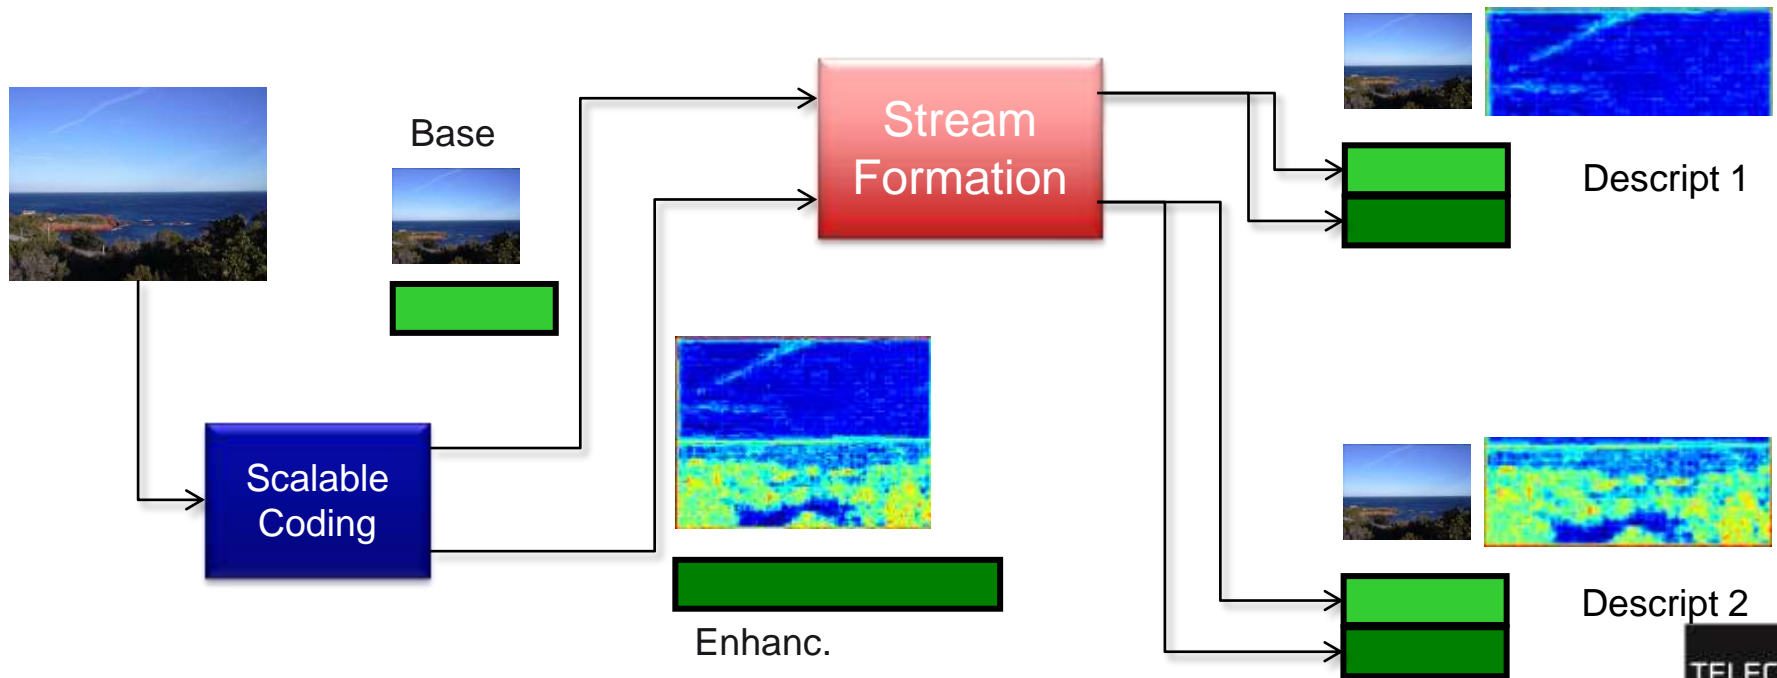 Base
Stream
Formation
Descript 1
Scalable
Coding
Enhanc.
Descript 2